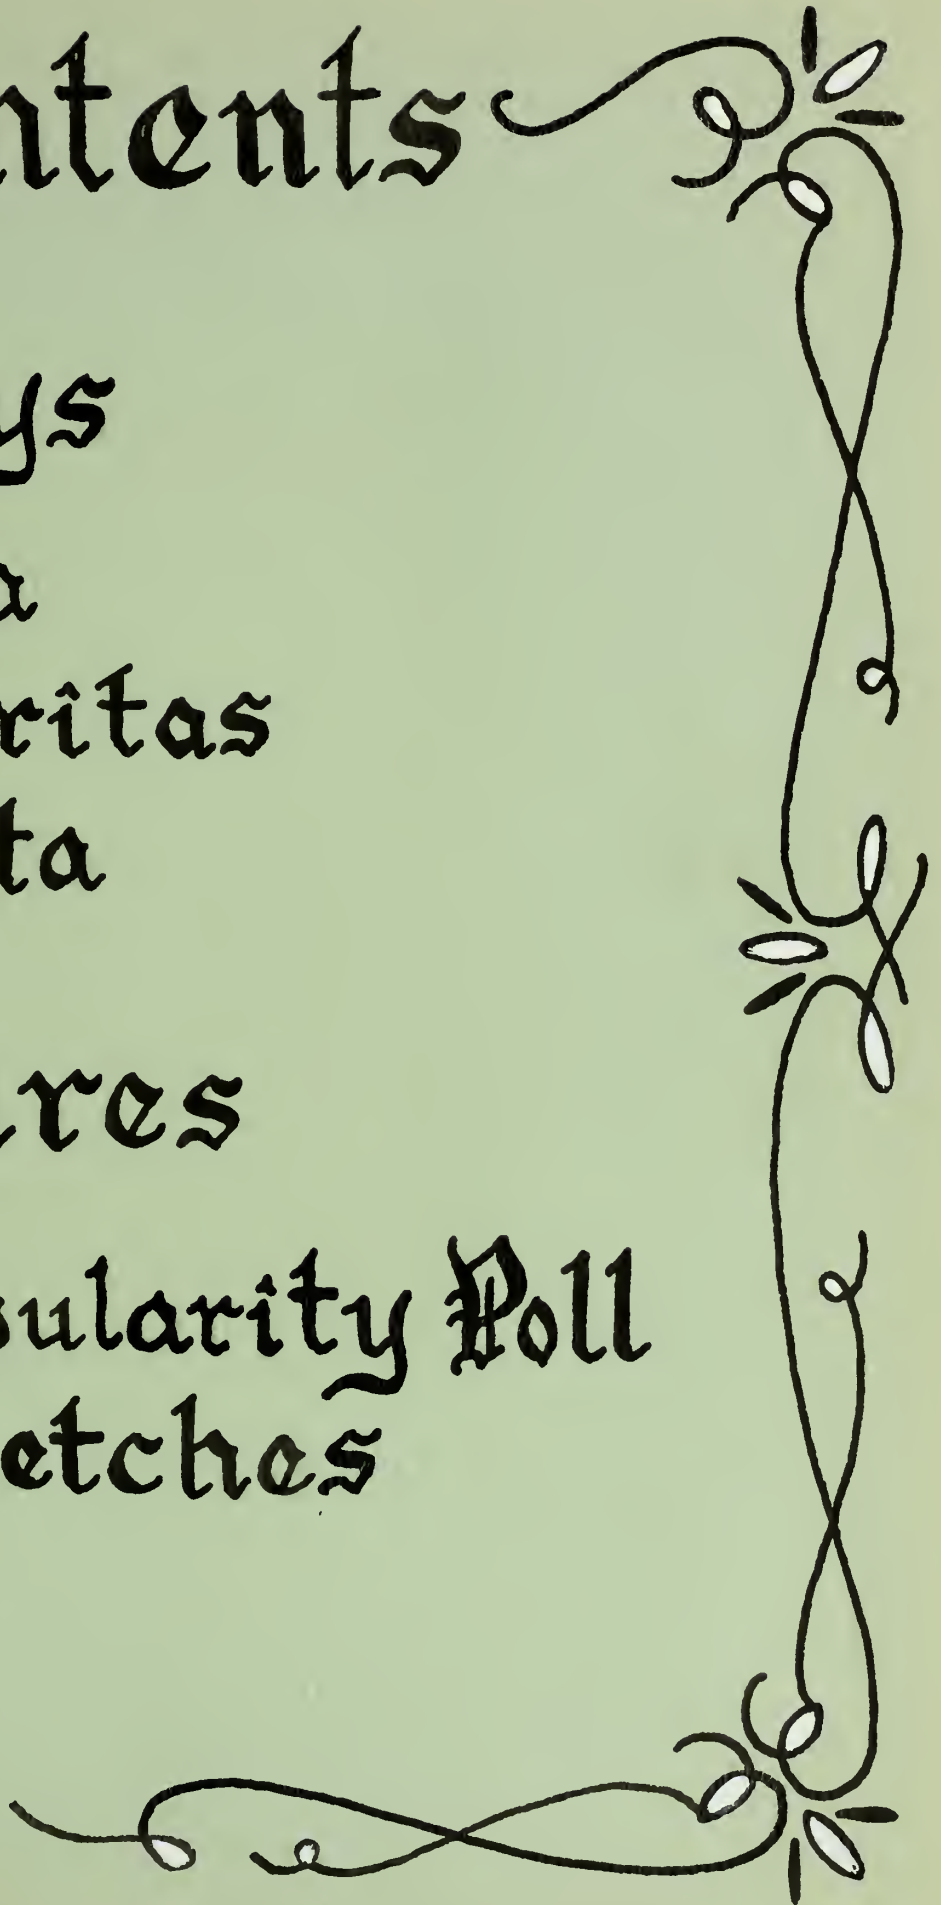 ntents
ys
a
ritas
ta
res
ularity Poll
etches